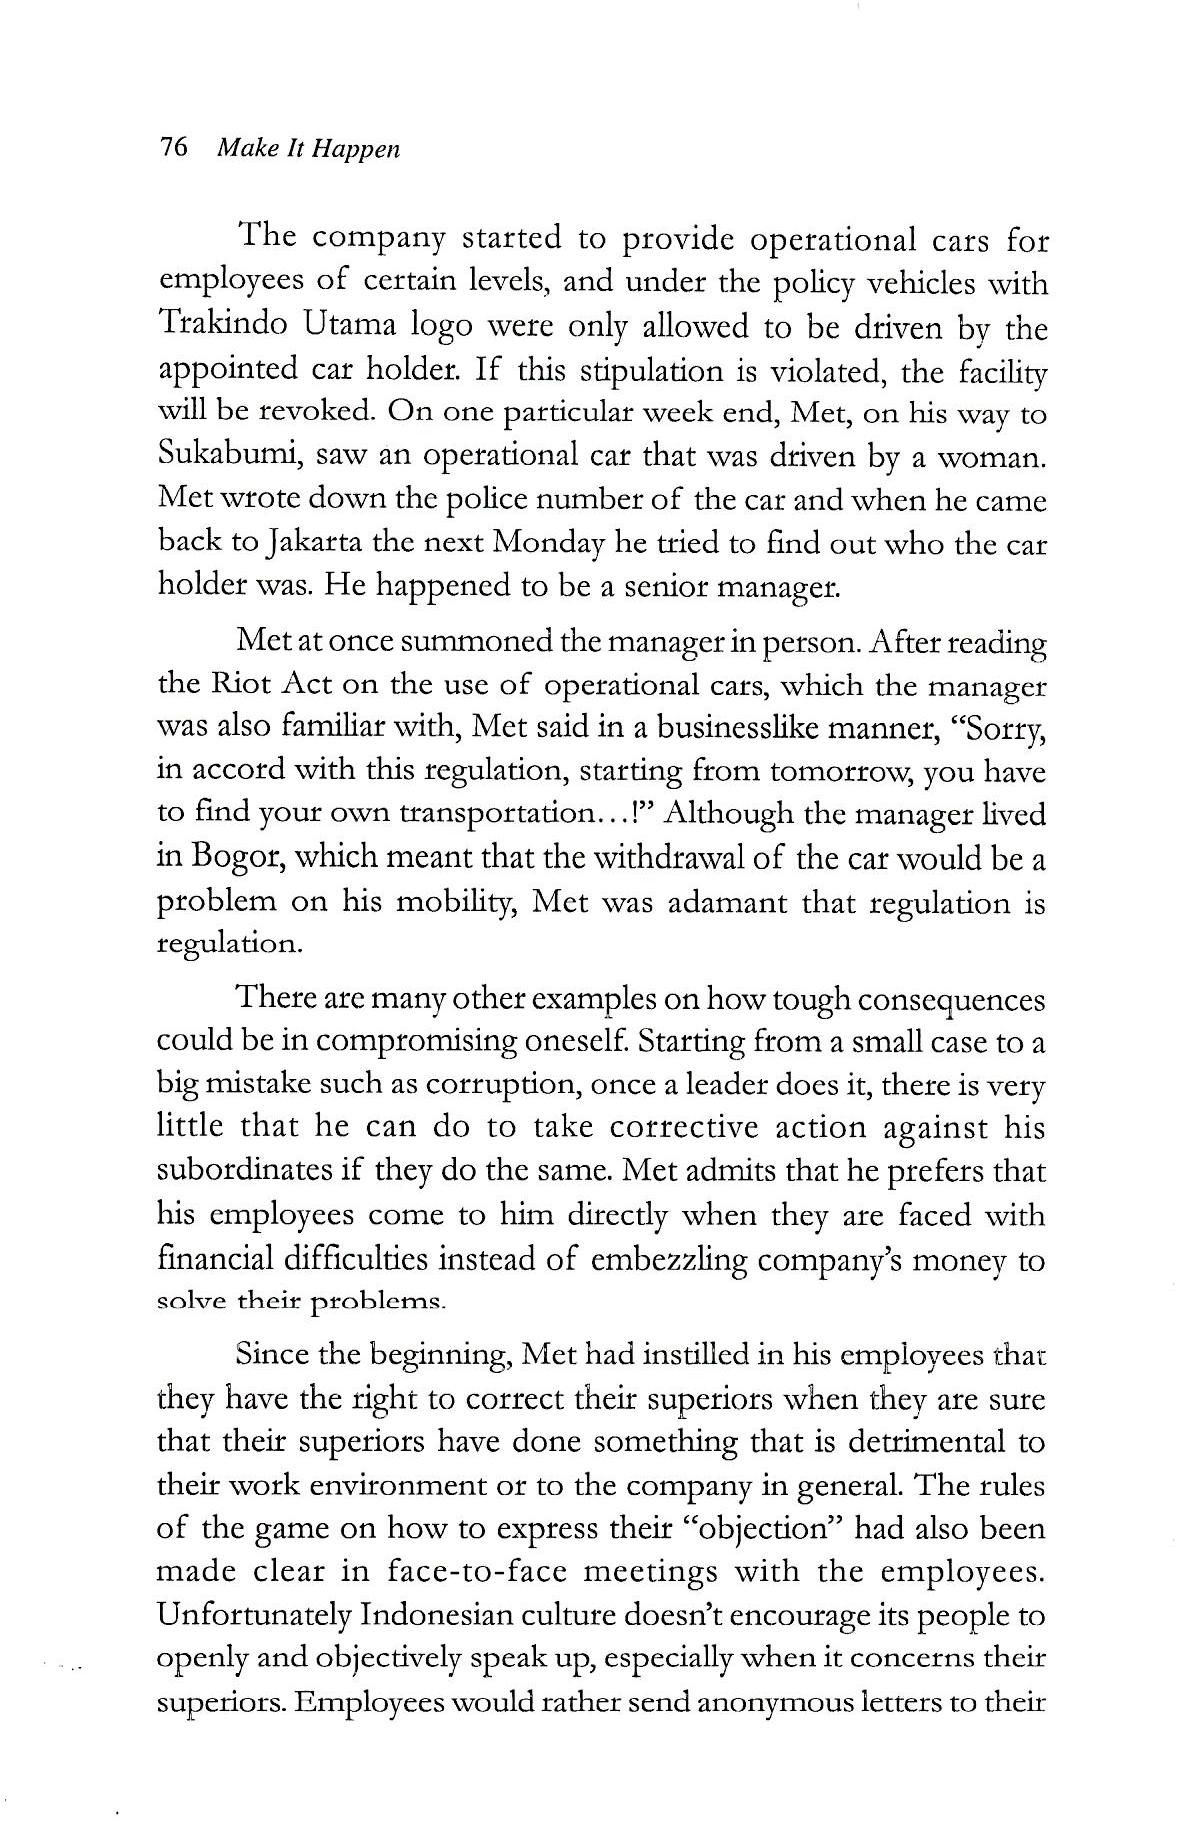 76 Make It Happen
The company started to provide operational cars for
employees of certain levels, and under the policy vehicles with
Trakindo Utama logo were only allowed to be driven by the
appointed car holder. If this stipulation is violated, the facility
will be revoked. On one particular week end, Met, on his way to
Sukabumi, saw an operational car that was driven by a woman.
Met wrote down the police number of the car and when he came
back to Jakarta the next Monday he tried to find out who the car
holder was. He happened to be a senior manager.
Met at once summoned the manager in person. After reading
the Riot Act on the use of operational cars, which the manager
was also familiar with, Met said in a businesslike manner, “Sorry,
in accord with this regulation, starting from tomorrow, you have
to find your own transportation…!” Although the manager lived
in Bogor, which meant that the withdrawal of the car would be a
problem on his mobility, Met was adamant that regulation is
regulation.
There are many other examples on how tough consequences
could be in compromising oneself. Starting from a small case to a
big mistake such as corruption, once a leader does it, there is very
little that he can do to take corrective action against his
subordinates if they do the same. Met admits that he prefers that
his employees come to him directly when they are faced with
financial difficulties instead of embezzling company’s money to
solve their problems.
Since the beginning, Met had instilled in his employees that
they have the right to correct their superiors when they are sure
that their superiors have done something that is detrimental to
their work environment or to the company in general. The rules
of the game on how to express their “objection” had also been
made clear in face-to-face meetings with the employees.
Unfortunately Indonesian culture doesn’t encourage its people to
openly and objectively speak up, especially when it concerns their
superiors. Employees would rather send anonymous letters to their